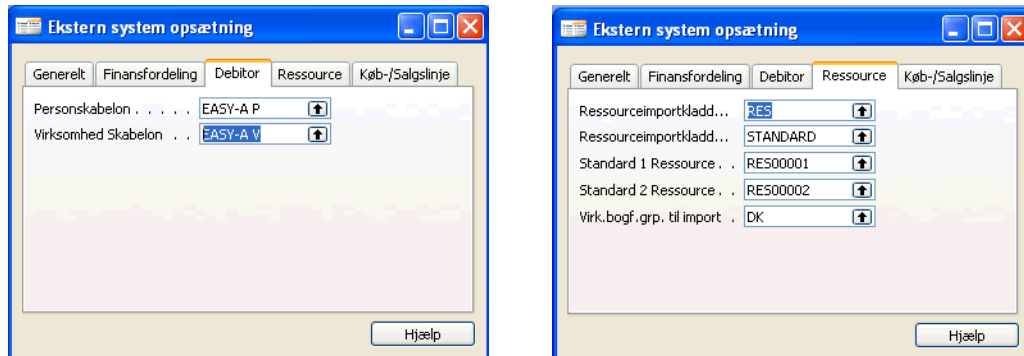 Ekstern system opsætning
Generelt Finansfordeling Debitor Ressource Køb-/Salgslinje
Personskabelon . . . . . EASY-A P
Virksomhed Skabelon . . EASY-A V
Hjælp
Ekstern system opsætning
Generelt Finansfordeling Debitor Ressource Køb-/Salgslinje
Ressourceimportkladd... RES
Ressourceimportkladd... STANDARD
Standard 1 Ressource . . RES00001
Standard 2 Ressource . . RES00002
Virk.bogf.grp. til import . DK
Hjælp